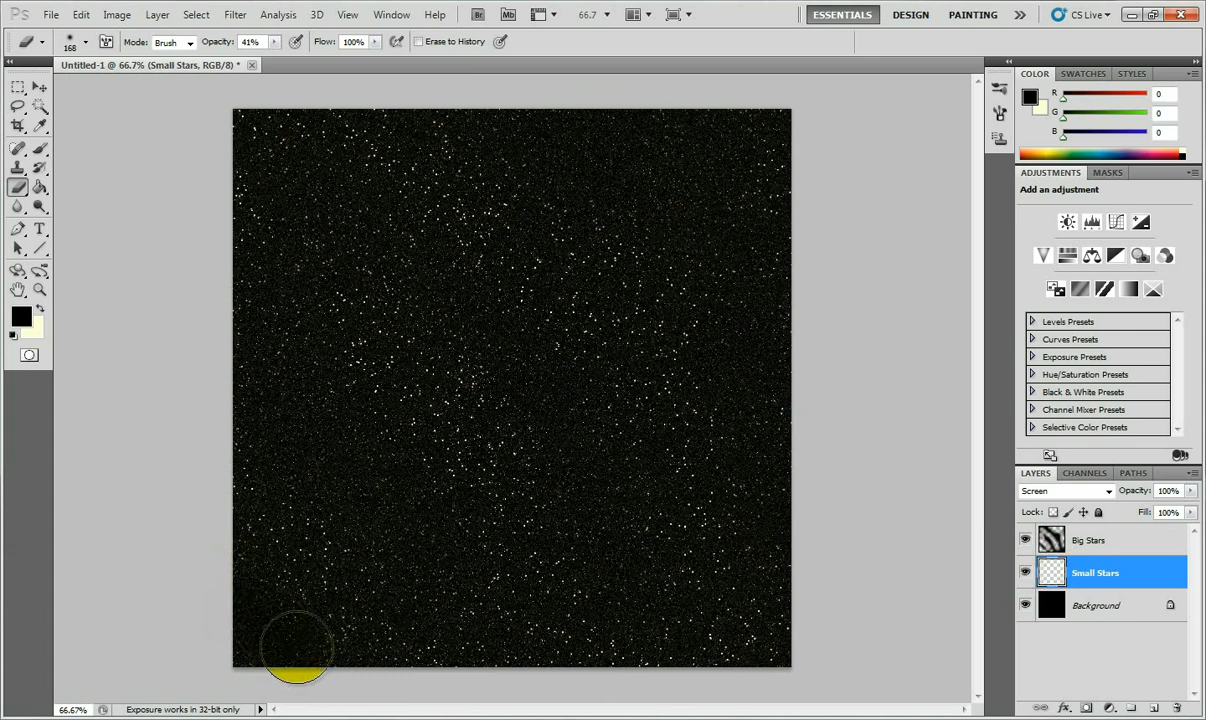 Ps File Edit Image Layer Select Filter Analysis 3D View Window Help Br Mb 66.7 ESSENTIALS DESIGN PAINTING CS Live
168 Mode: Brush Opacity: 41% Flow: 100% Erase to History
Untitled-1 @ 66.7% (Small Stars, RGB/8) *
COLOR SWATCHES STYLES
R 0
G 0
B 0
ADJUSTMENTS MASKS
Add an adjustment
Levels Presets
Curves Presets
Exposure Presets
Hue/Saturation Presets
Black & White Presets
Channel Mixer Presets
Selective Color Presets
LAYERS CHANNELS PATHS
Screen Opacity: 100%
Lock: Fill: 100%
Big Stars
Small Stars
Background
66.67% Exposure works in 32-bit only